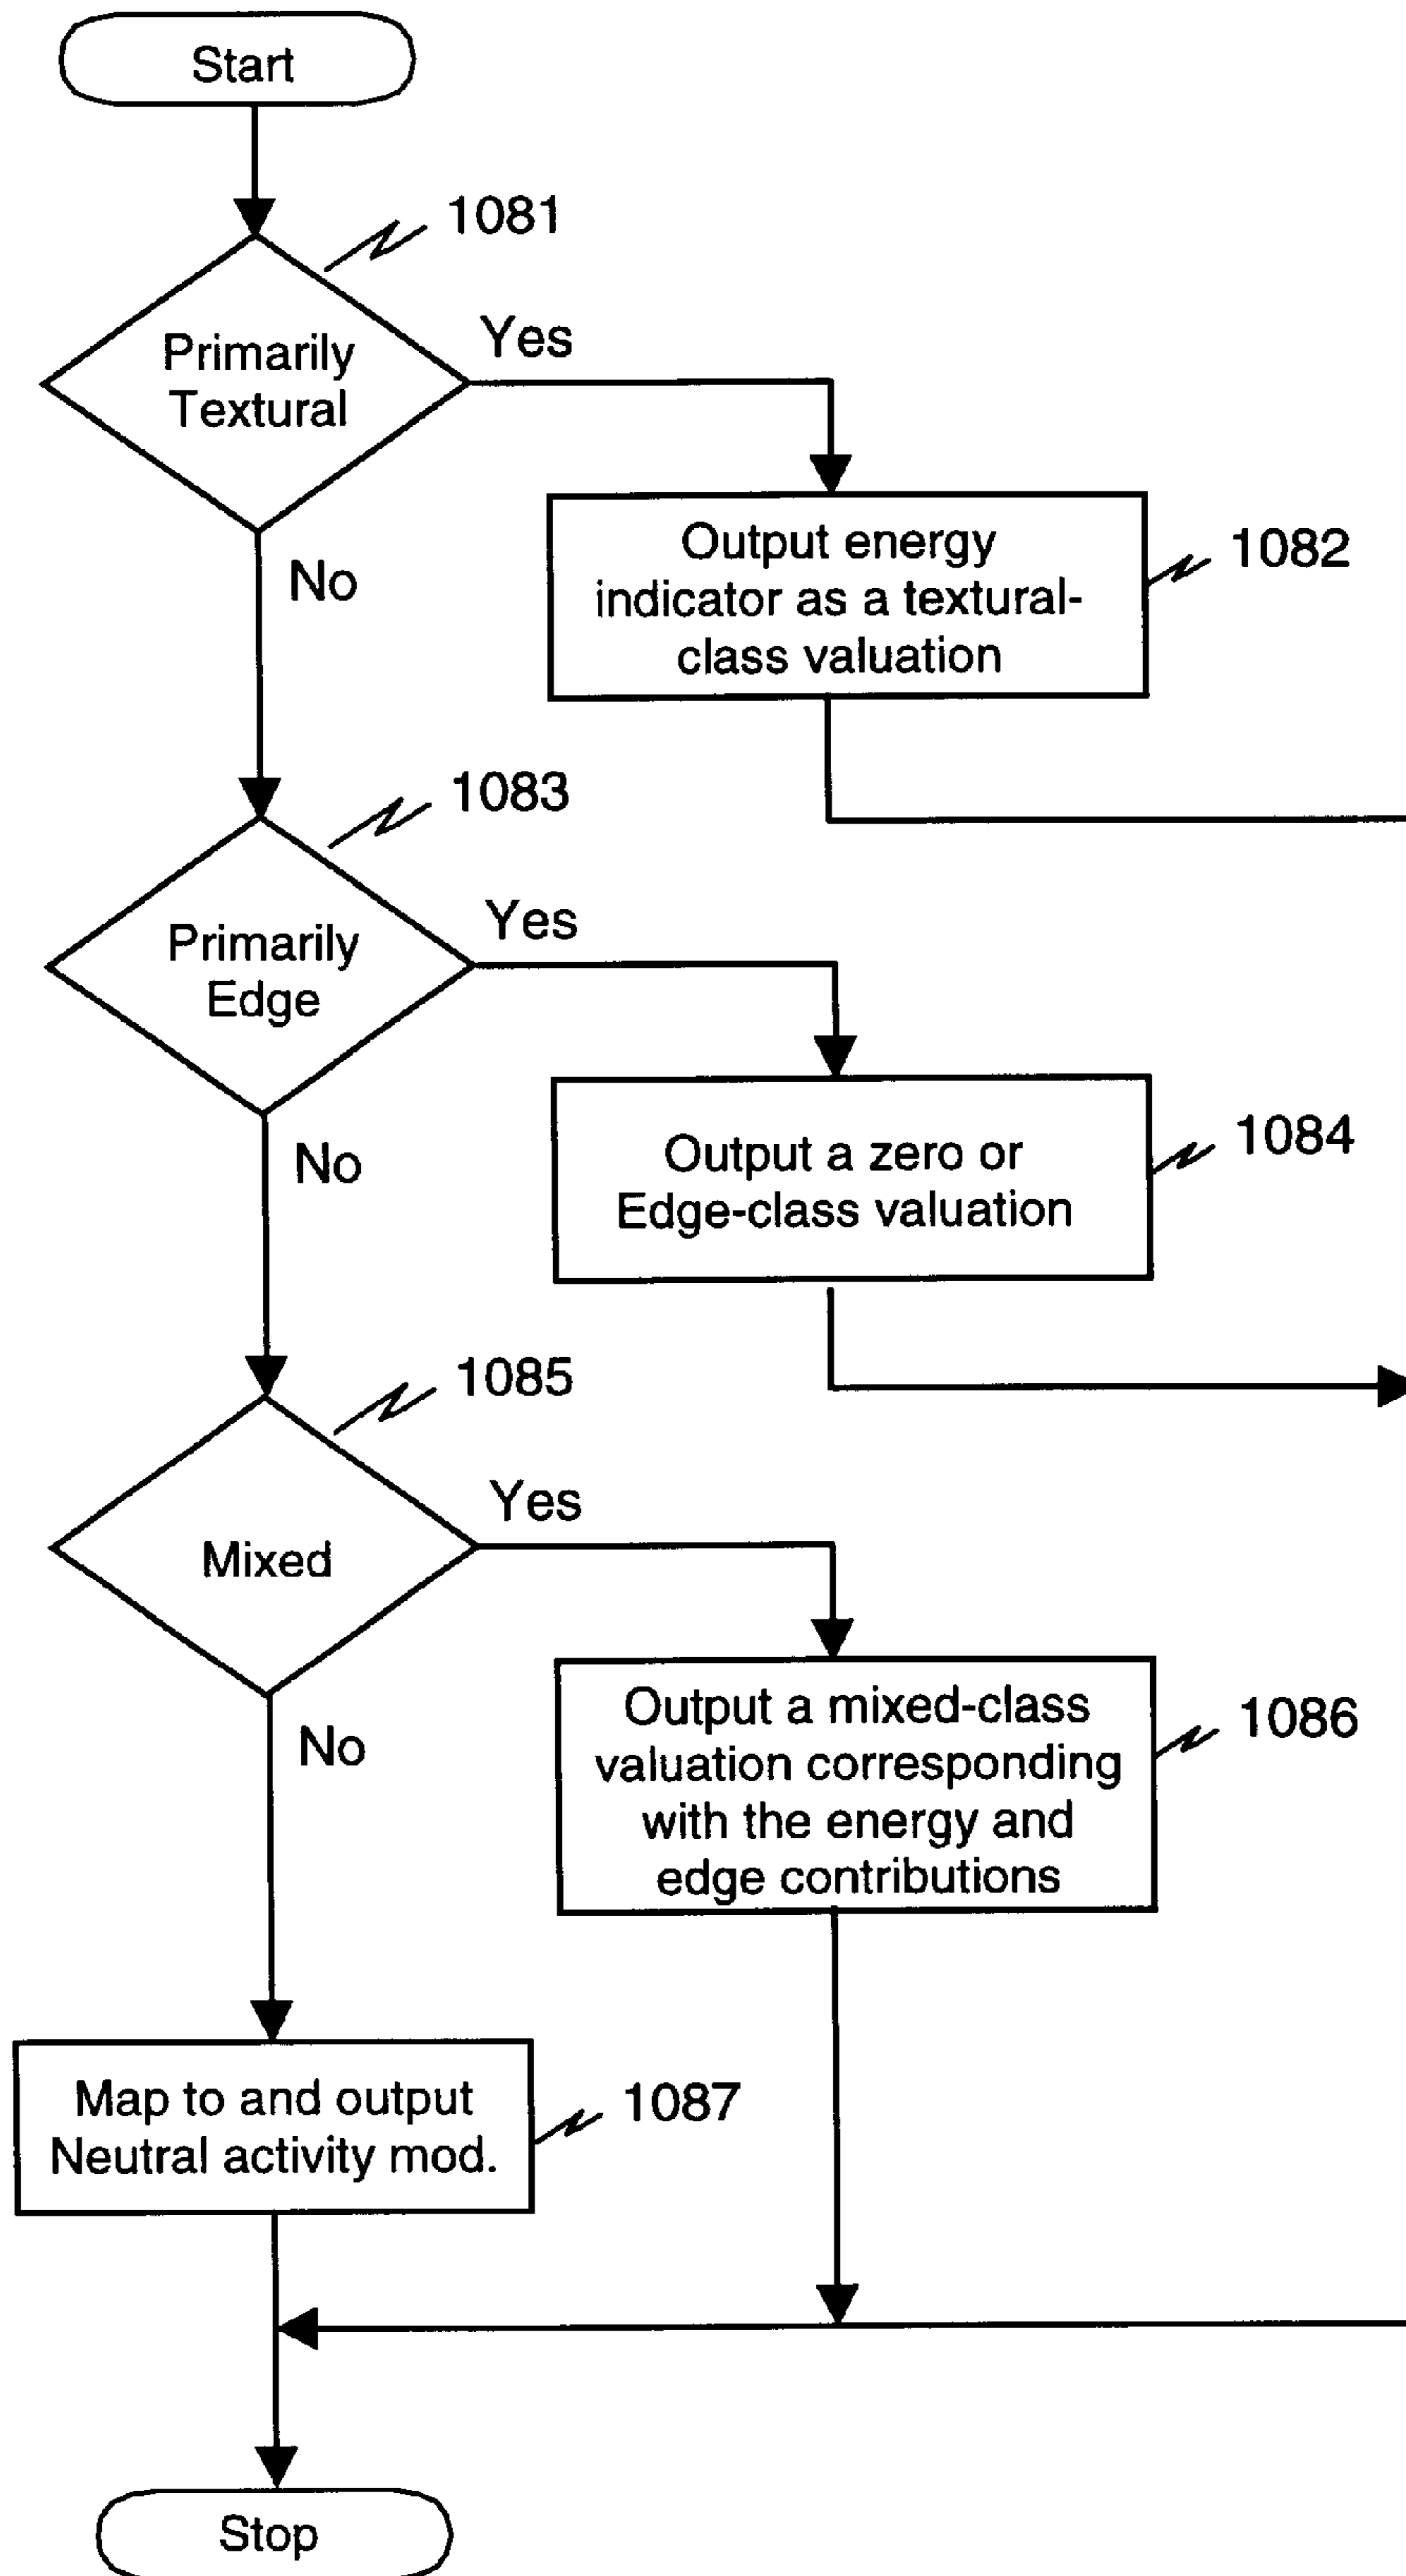 Start
1081
Primarily
Textural
Yes
No
Output energy
indicator as a textural-
class valuation
1082
1083
Primarily
Edge
Yes
No
Output a zero or
Edge-class valuation
1084
1085
Mixed
Yes
No
Output a mixed-class
valuation corresponding
with the energy and
edge contributions
1086
Map to and output
Neutral activity mod.
1087
Stop